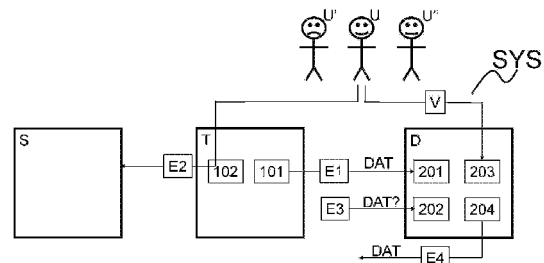 U' U U"
SYS
V
S T D
E2 102 101 E1 DAT 201 203
E3 DAT? 202 204
DAT E4